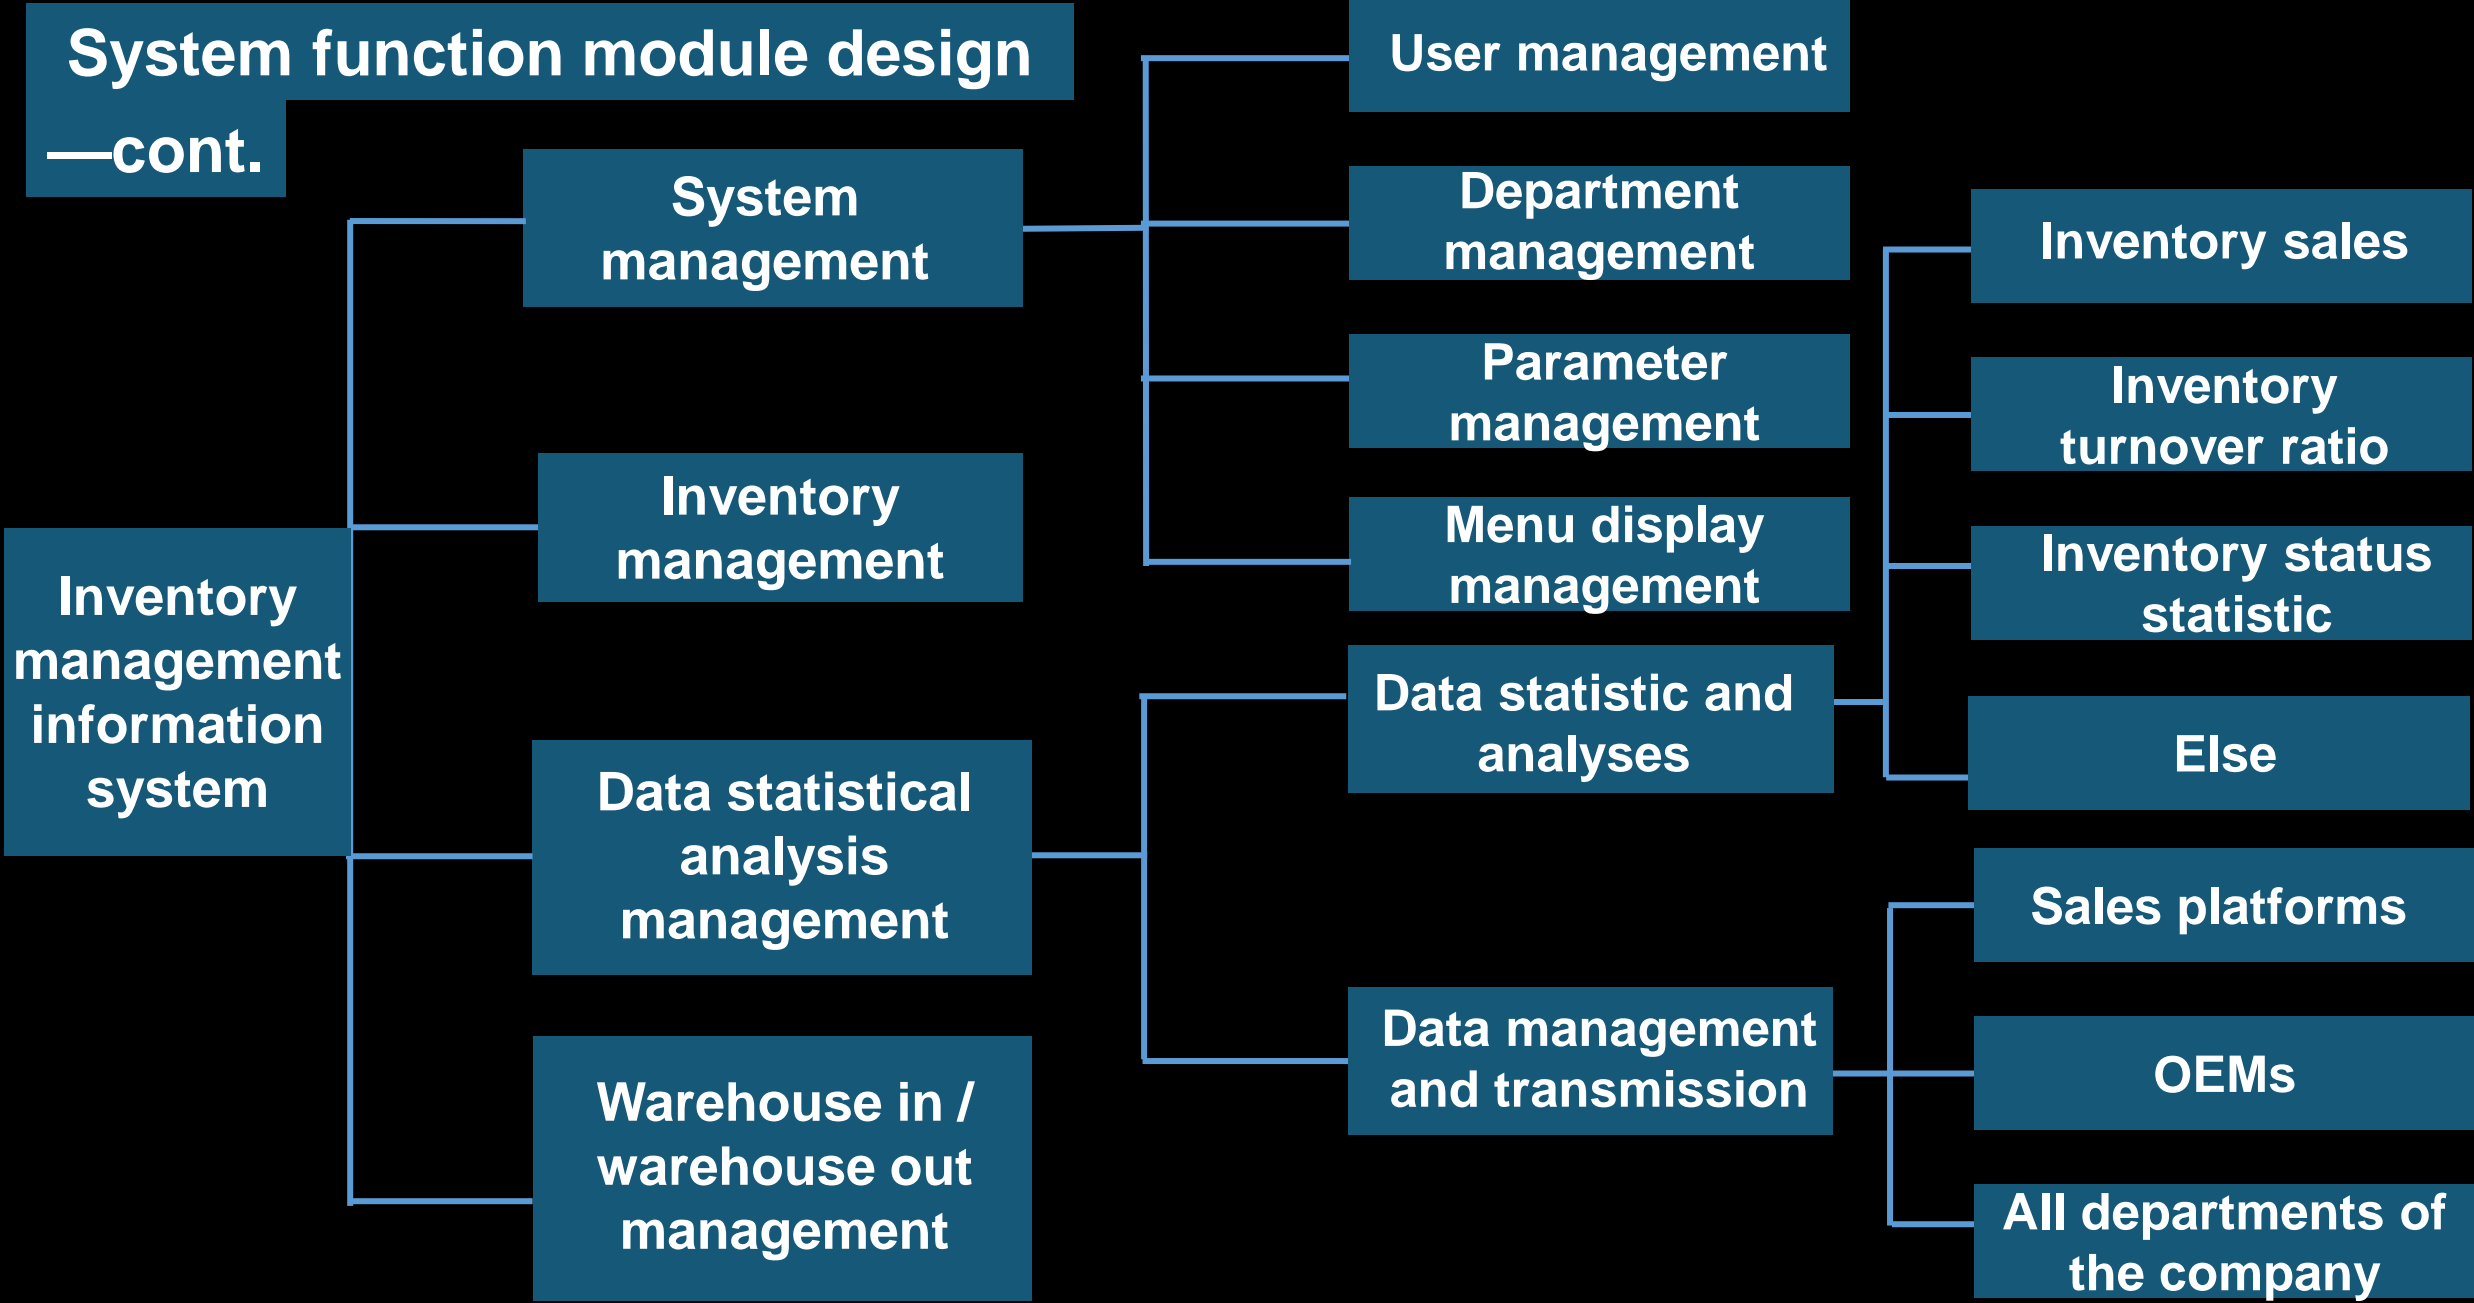 System function module design
—cont.
Inventory
management
information
system
System
management
Inventory
management
Data statistical
analysis
management
Warehouse in /
warehouse out
management
User management
Department
management
Parameter
management
Menu display
management
Data statistic and
analyses
Data management
and transmission
Inventory sales
Inventory
turnover ratio
Inventory status
statistic
Else
Sales platforms
OEMs
All departments of
the company